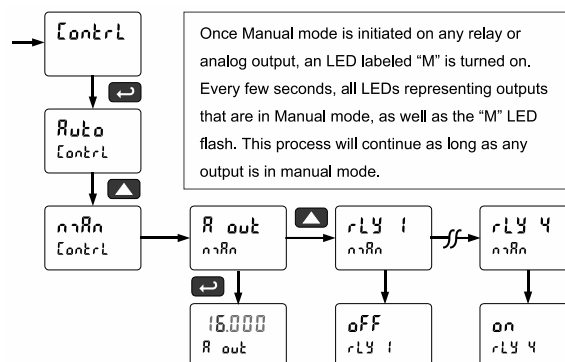 Contrl
Once Manual mode is initiated on any relay or
analog output, an LED labeled “M” is turned on.
Every few seconds, all LEDs representing outputs
that are in Manual mode, as well as the “M” LED
flash. This process will continue as long as any
output is in manual mode.
Auto
Contrl
mAn
Contrl
A out
mAn
rLY 1
mAn
rLY 4
mAn
16.000
A out
oFF
rLY 1
on
rLY 4